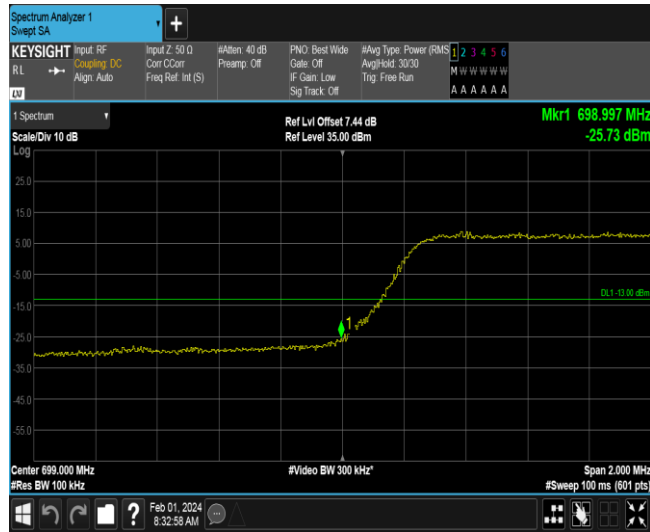 Spectrum Analyzer 1
Swept SA
+
KEYSIGHT
RL
LXI
Input: RF
Coupling: DC
Align: Auto
Input Z: 50 Ω
Corr CCorr
Freq Ref: Int (S)
#Atten: 40 dB
Preamp: Off
PNO: Best Wide
Gate: Off
IF Gain: Low
Sig Track: Off
#Avg Type: Power (RMS
Avg|Hold: 30/30
Trig: Free Run
1 2 3 4 5 6
M W W W W W
A A A A A A
1 Spectrum
Scale/Div 10 dB
Ref Lvl Offset 7.44 dB
Ref Level 35.00 dBm
Mkr1 698.997 MHz
-25.73 dBm
Log
25.0
15.0
5.00
-5.00
-15.0
-25.0
-35.0
-45.0
-55.0
DL1 -13.00 dBm
1
Center 699.000 MHz
#Res BW 100 kHz
#Video BW 300 kHz*
Span 2.000 MHz
#Sweep 100 ms (601 pts)
?
Feb 01, 2024
8:32:58 AM